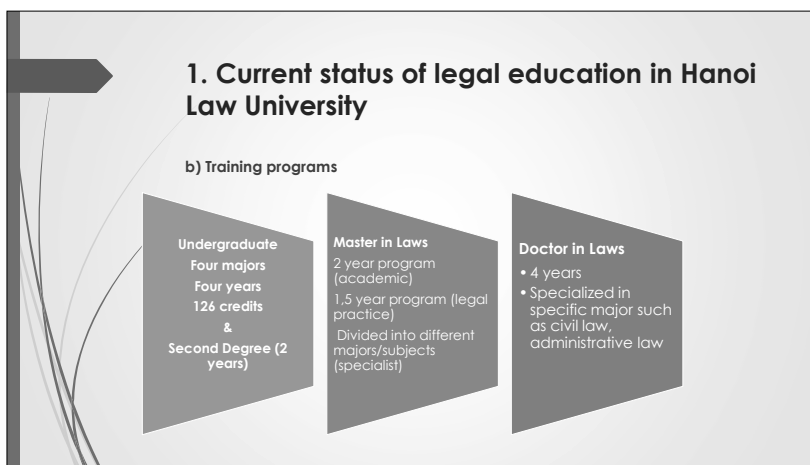 1. Current status of legal education in Hanoi
Law University
b) Training programs
Undergraduate
Four majors
Four years
126 credits
&
Second Degree (2
years)
Master in Laws
2 year program
(academic)
1,5 year program (legal
practice)
Divided into different
majors/subjects
(specialist)
Doctor in Laws
• 4 years
• Specialized in
specific major such
as civil law,
administrative law